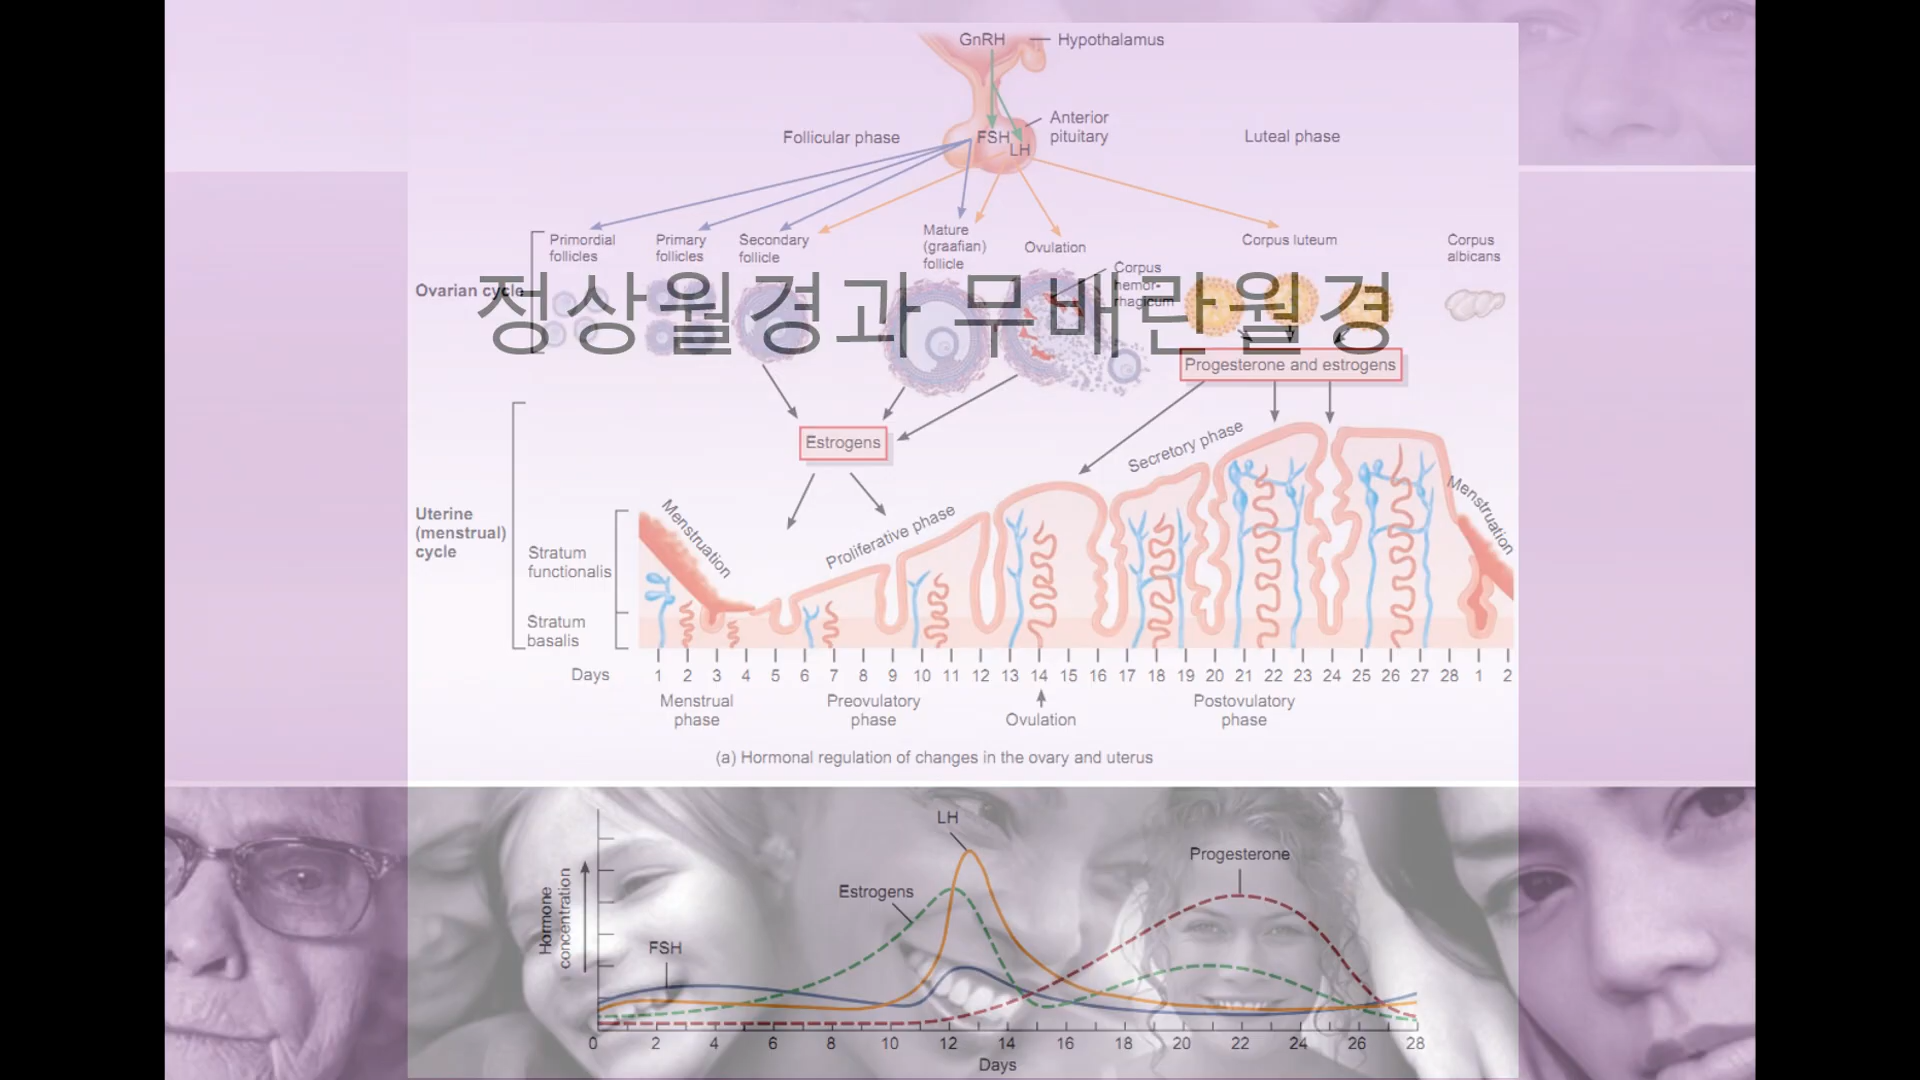 GnRH
Hypothalamus
Anterior
pituitary
FSH
LH
Follicular phase
Luteal phase
Primordial
follicles
Primary
follicles
Secondary
follicle
Mature
(graafian)
follicle
Ovulation
Corpus
hemor-
rhagicum
Corpus luteum
Corpus
albicans
Ovarian cycle
정상월경과 무배란월경
Progesterone and estrogens
Estrogens
Uterine
(menstrual)
cycle
Stratum
functionalis
Stratum
basalis
Menstruation
Proliferative phase
Secretory phase
Menstruation
Days 1 2 3 4 5 6 7 8 9 10 11 12 13 14 15 16 17 18 19 20 21 22 23 24 25 26 27 28 1 2
Menstrual
phase
Preovulatory
phase
Ovulation
Postovulatory
phase
(a) Hormonal regulation of changes in the ovary and uterus
LH
Progesterone
Estrogens
FSH
Hormone
concentration
0 2 4 6 8 10 12 14 16 18 20 22 24 26 28
Days